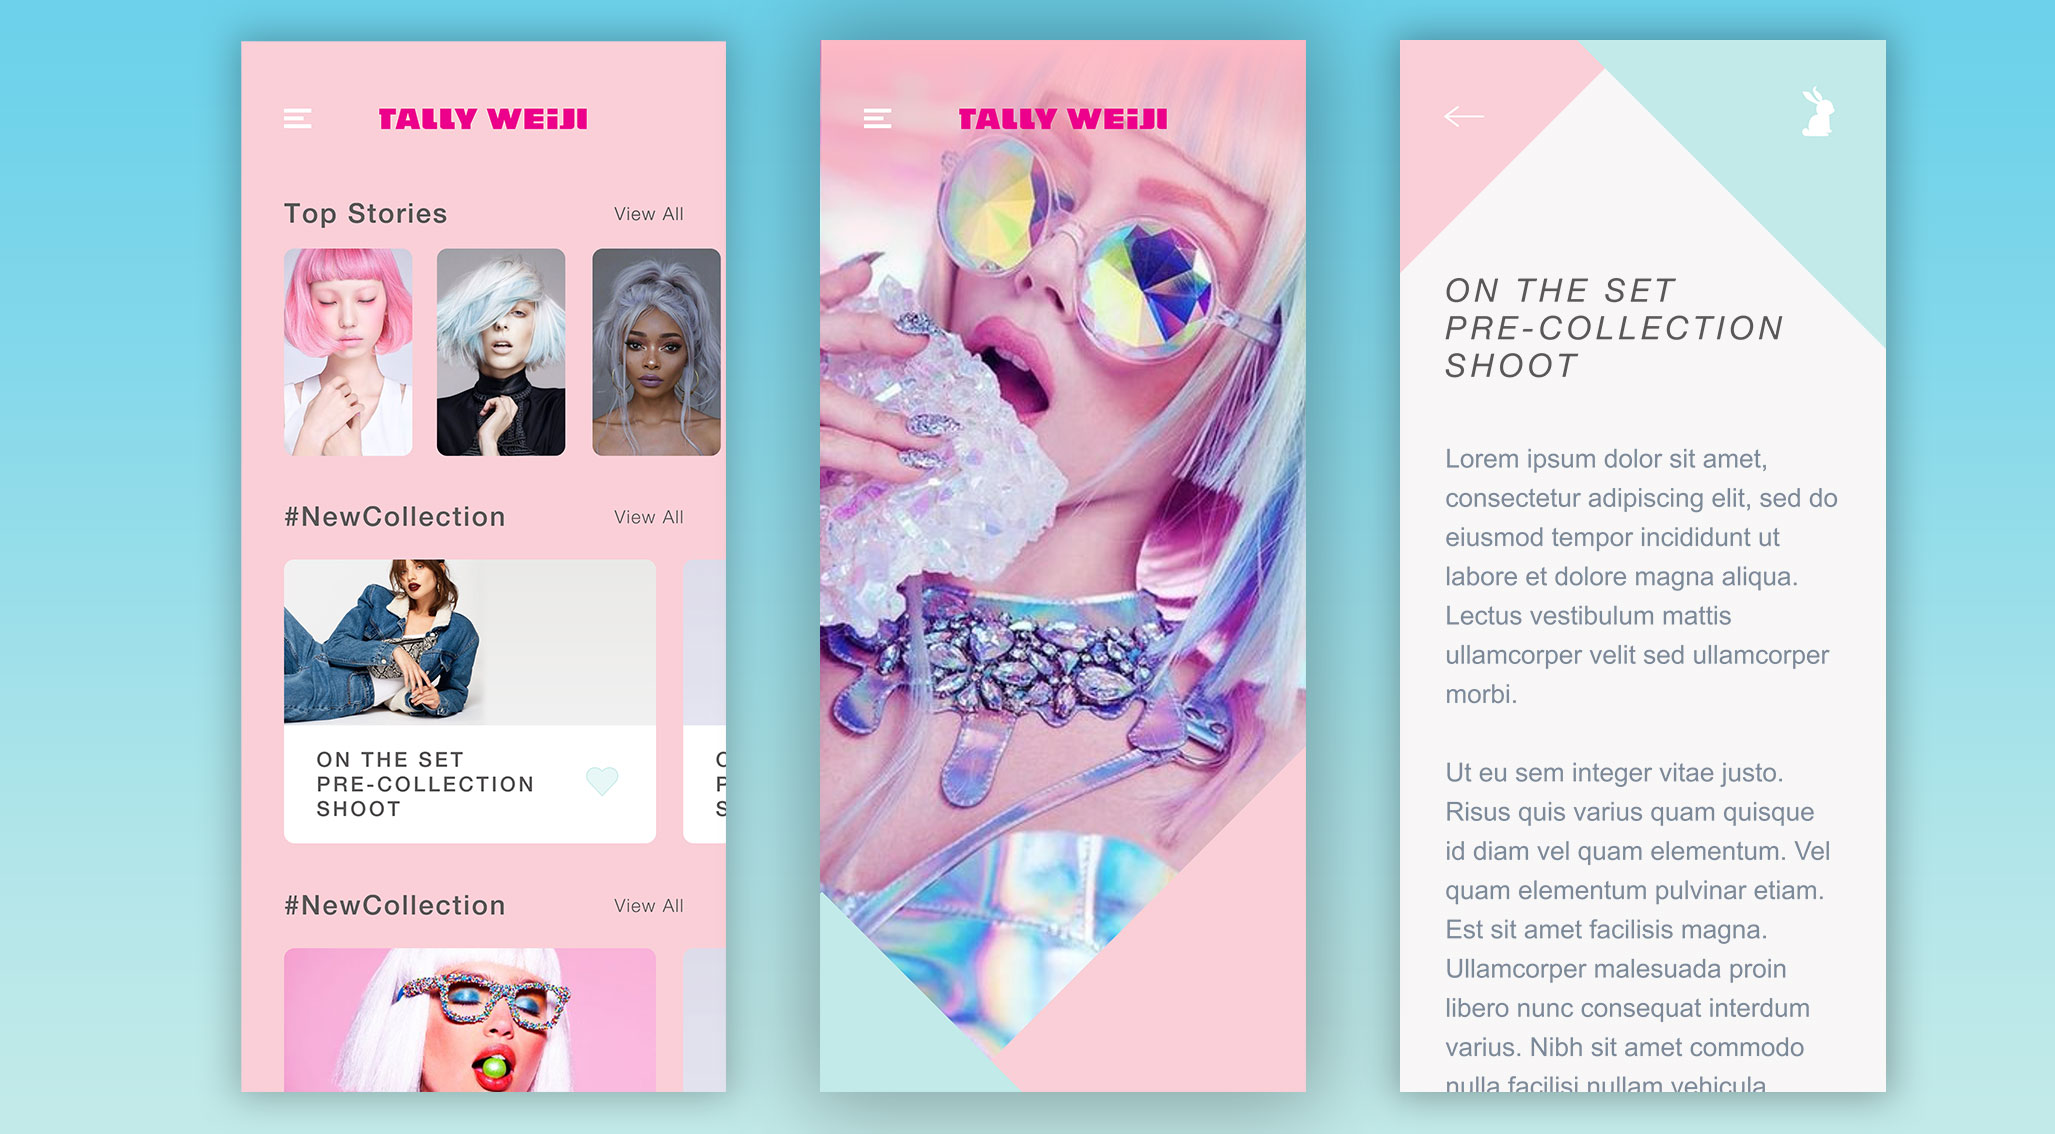 TALLY WEiJL
Top Stories
View All
#NewCollection
View All
ON THE SET
PRE-COLLECTION
SHOOT
#NewCollection
View All
TALLY WEiJL
ON THE SET
PRE-COLLECTION
SHOOT
Lorem ipsum dolor sit amet,
consectetur adipiscing elit, sed do
eiusmod tempor incididunt ut
labore et dolore magna aliqua.
Lectus vestibulum mattis
ullamcorper velit sed ullamcorper
morbi.
Ut eu sem integer vitae justo.
Risus quis varius quam quisque
id diam vel quam elementum. Vel
quam elementum pulvinar etiam.
Est sit amet facilisis magna.
Ullamcorper malesuada proin
libero nunc consequat interdum
varius. Nibh sit amet commodo
nulla facilisi nullam vehicula